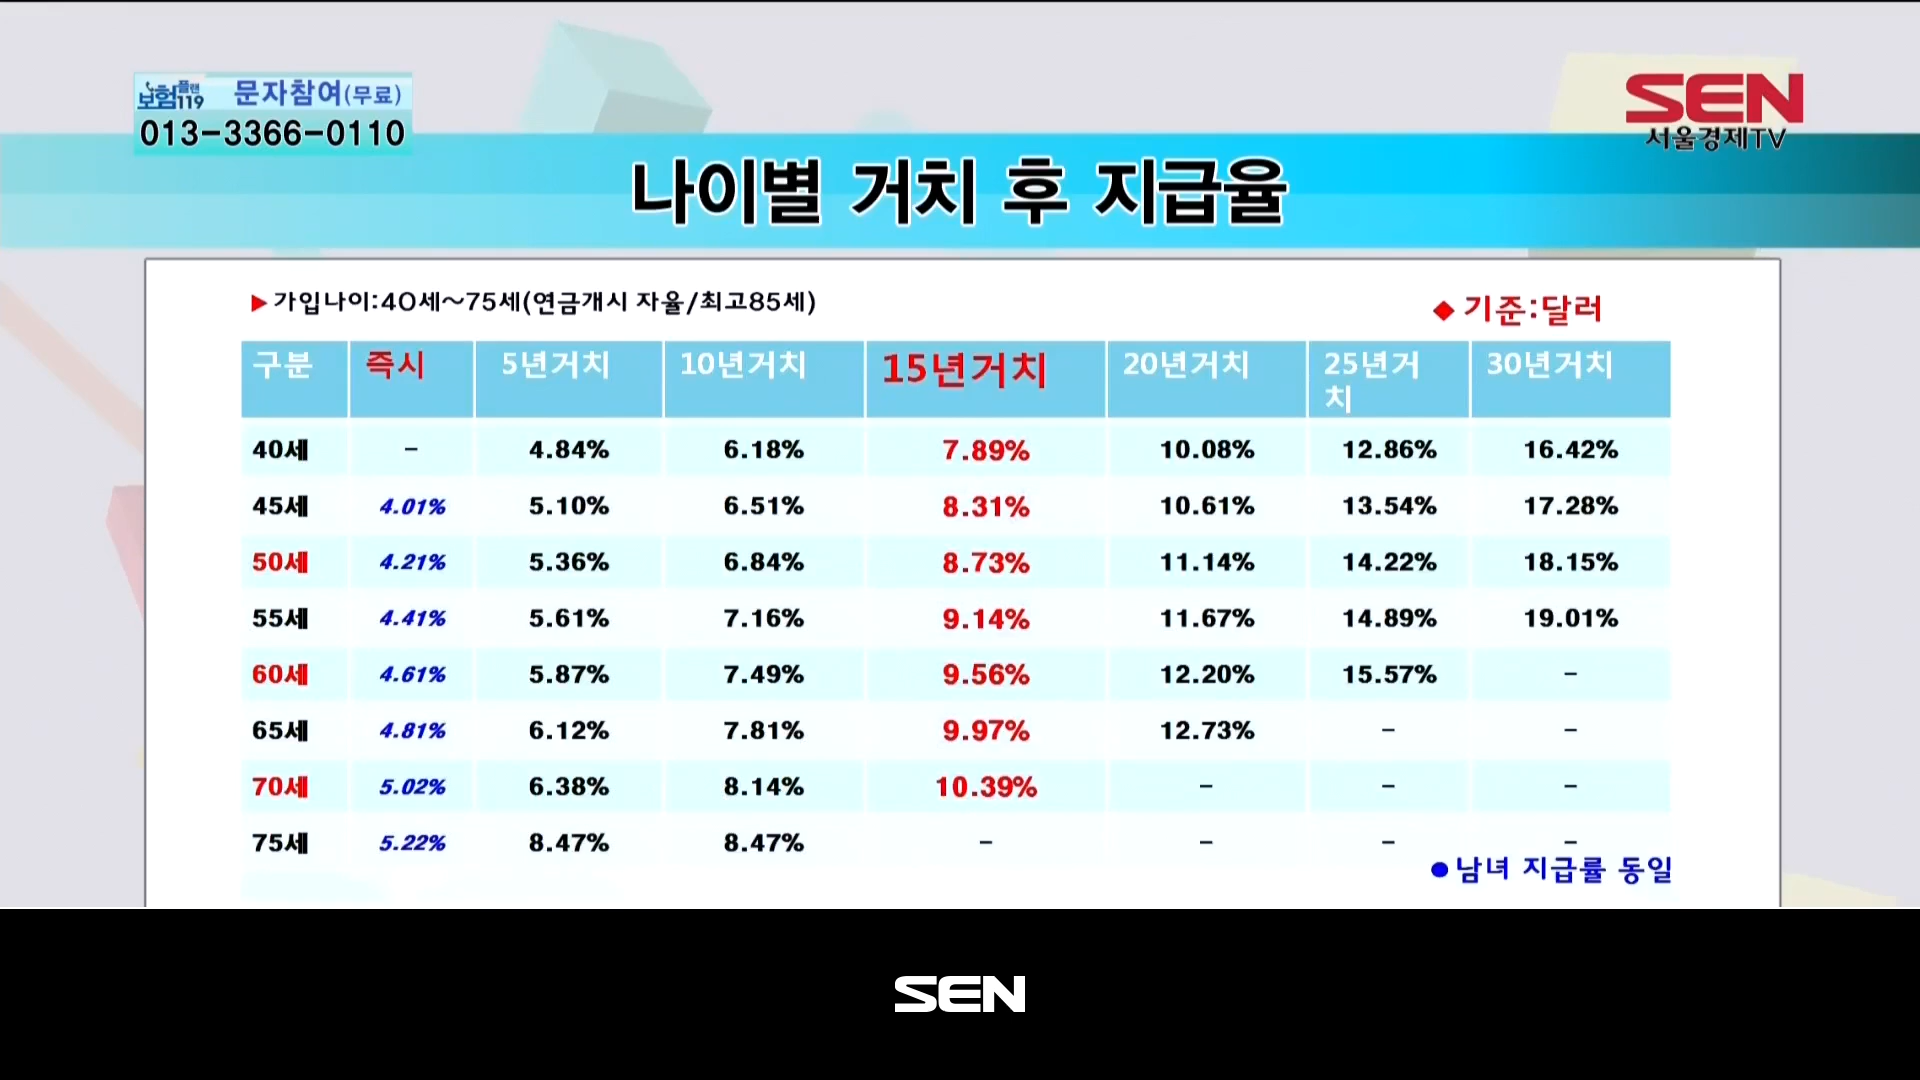 보험플랜119 문자참여(무료)
013-3366-0110
SEN
서울경제TV
나이별 거치 후 지급율
▶가입나이:40세~75세(연금개시 자율/최고85세)
◆ 기준:달러
구분 즉시 5년거치 10년거치 15년거치 20년거치 25년거치 30년거치
40세 - 4.84% 6.18% 7.89% 10.08% 12.86% 16.42%
45세 4.01% 5.10% 6.51% 8.31% 10.61% 13.54% 17.28%
50세 4.21% 5.36% 6.84% 8.73% 11.14% 14.22% 18.15%
55세 4.41% 5.61% 7.16% 9.14% 11.67% 14.89% 19.01%
60세 4.61% 5.87% 7.49% 9.56% 12.20% 15.57% -
65세 4.81% 6.12% 7.81% 9.97% 12.73% - -
70세 5.02% 6.38% 8.14% 10.39% - - -
75세 5.22% 8.47% 8.47% - - - -
●남녀 지급률 동일
SEN